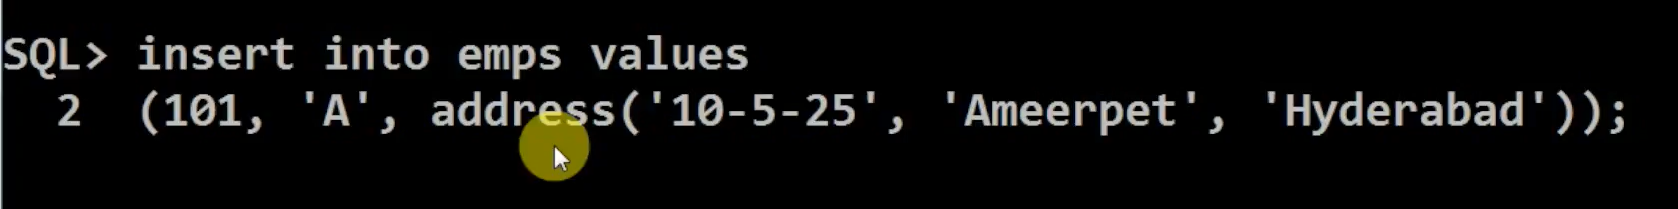 SQL> insert into emps values
2 (101, 'A', address('10-5-25', 'Ameerpet', 'Hyderabad'));